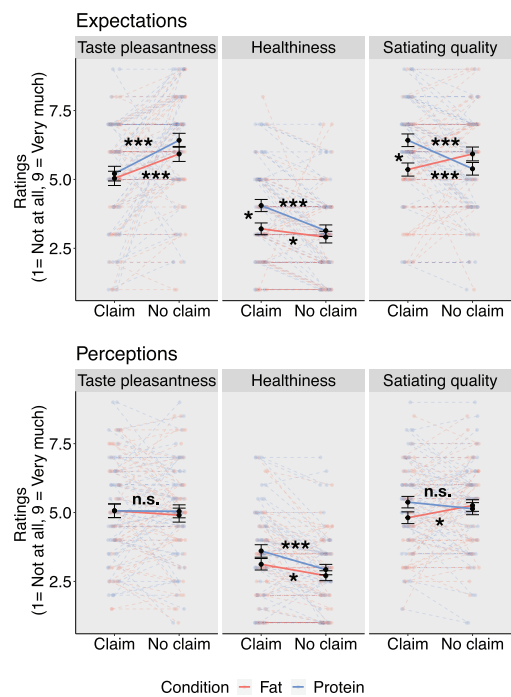 Expectations
Taste pleasantness Healthiness Satiating quality
Ratings
(1= Not at all, 9 = Very much)
7.5
5.0
2.5
***
***
*
***
*
*
***
***
Claim No claim Claim No claim Claim No claim
Perceptions
Taste pleasantness Healthiness Satiating quality
Ratings
(1= Not at all, 9 = Very much)
7.5
5.0
2.5
n.s.
***
*
n.s.
*
Claim No claim Claim No claim Claim No claim
Condition Fat Protein